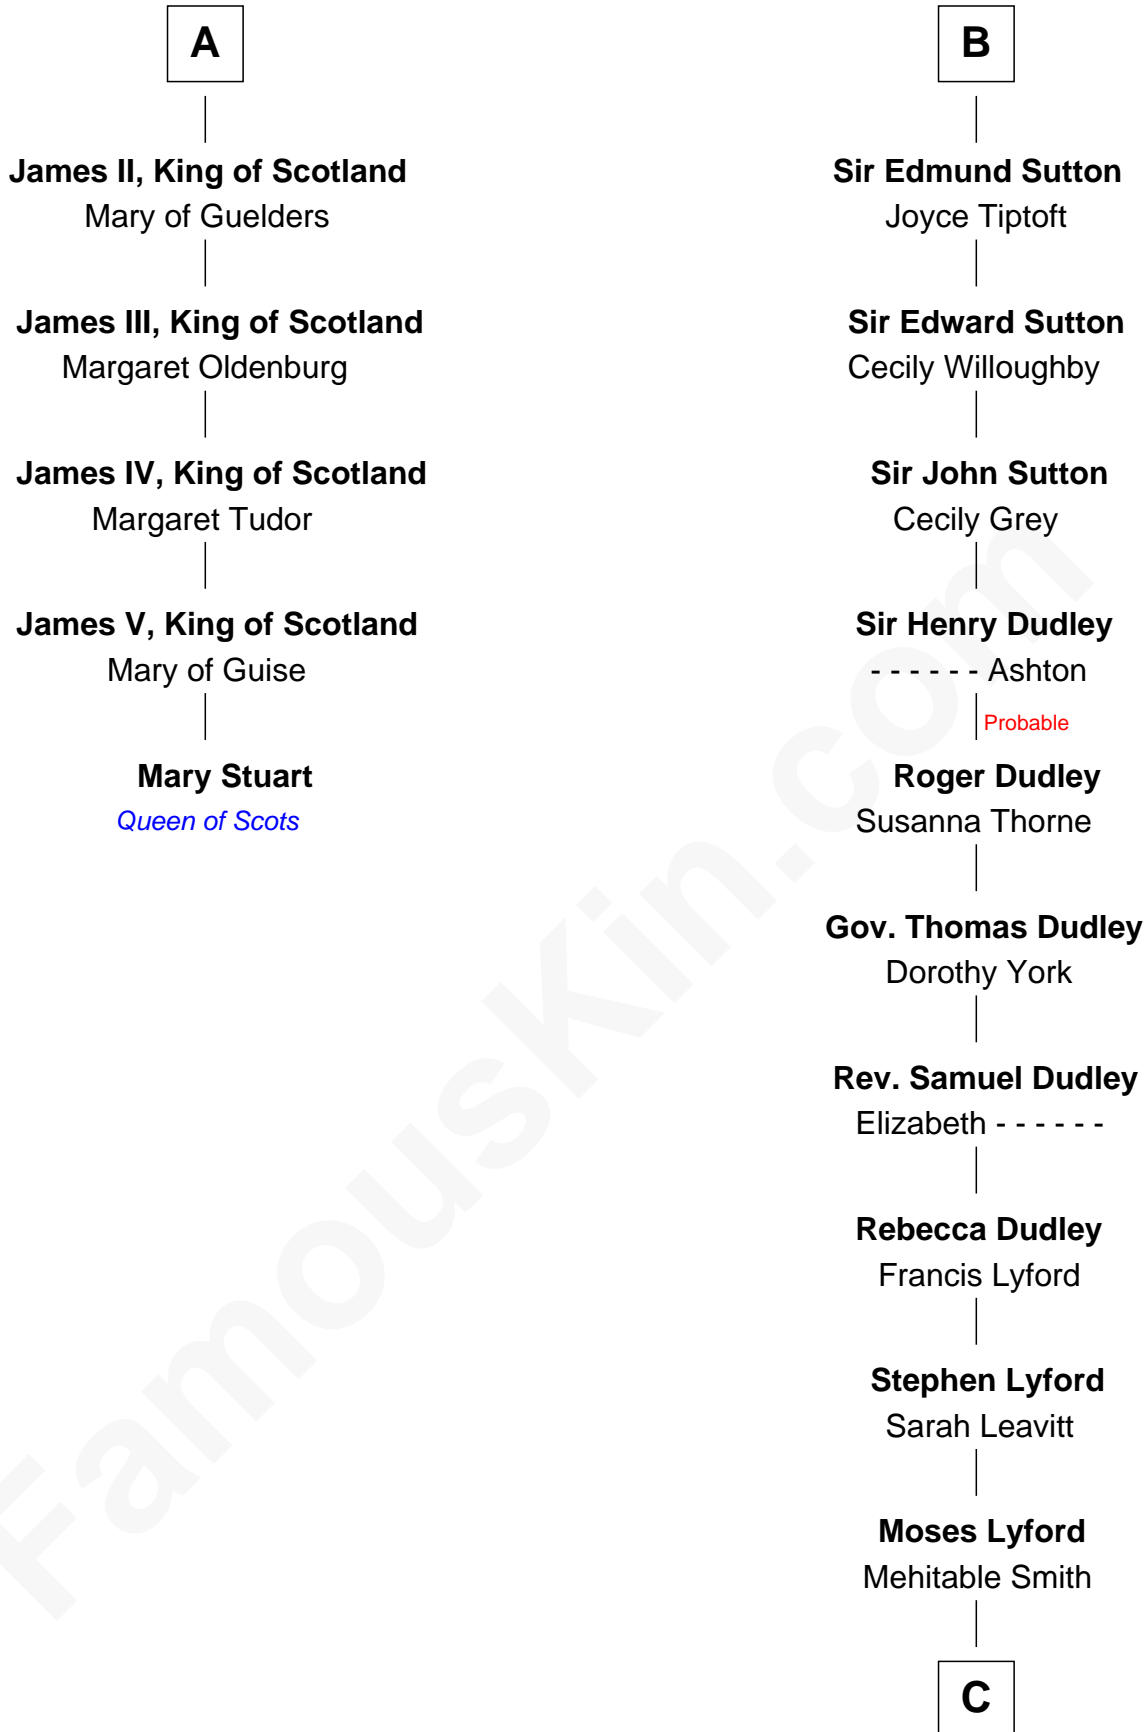 A
James II, King of Scotland
Mary of Guelders
James III, King of Scotland
Margaret Oldenburg
James IV, King of Scotland
Margaret Tudor
James V, King of Scotland
Mary of Guise
Mary Stuart
Queen of Scots
B
Sir Edmund Sutton
Joyce Tiptoft
Sir Edward Sutton
Cecily Willoughby
Sir John Sutton
Cecily Grey
Sir Henry Dudley
- - - - - - Ashton
Probable
Roger Dudley
Susanna Thorne
Gov. Thomas Dudley
Dorothy York
Rev. Samuel Dudley
Elizabeth - - - - - -
Rebecca Dudley
Francis Lyford
Stephen Lyford
Sarah Leavitt
Moses Lyford
Mehitable Smith
C
FamousKin.com